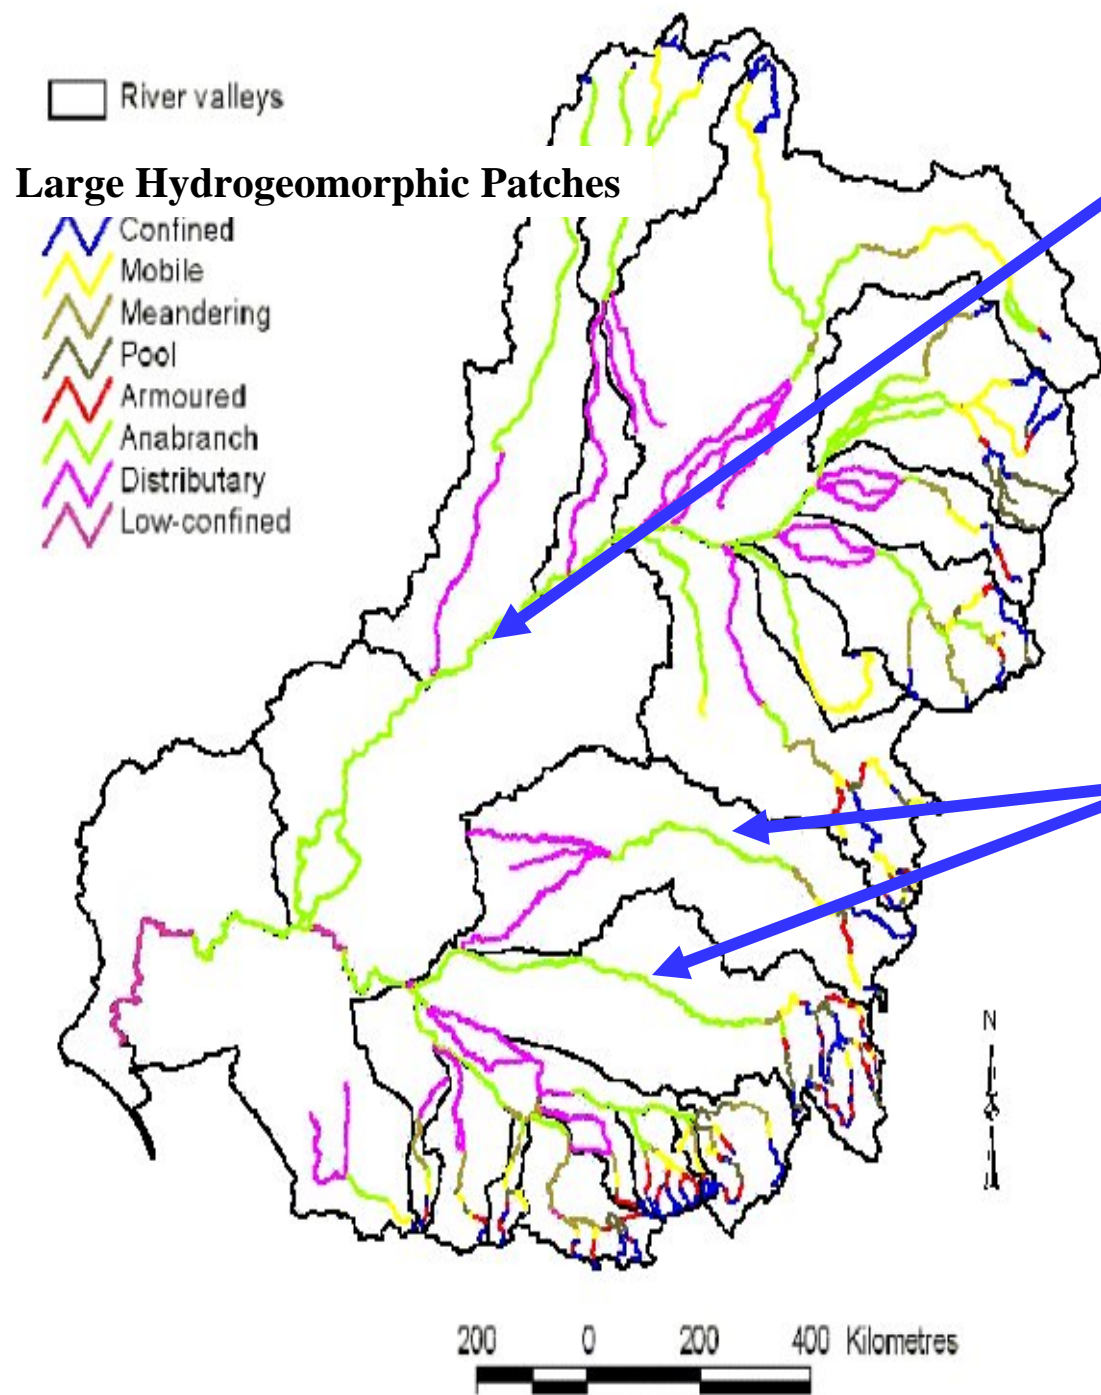 River valleys
Large Hydrogeomorphic Patches
Confined
Mobile
Meandering
Pool
Armoured
Anabranch
Distributary
Low-confined
N
200 0 200 400 Kilometres